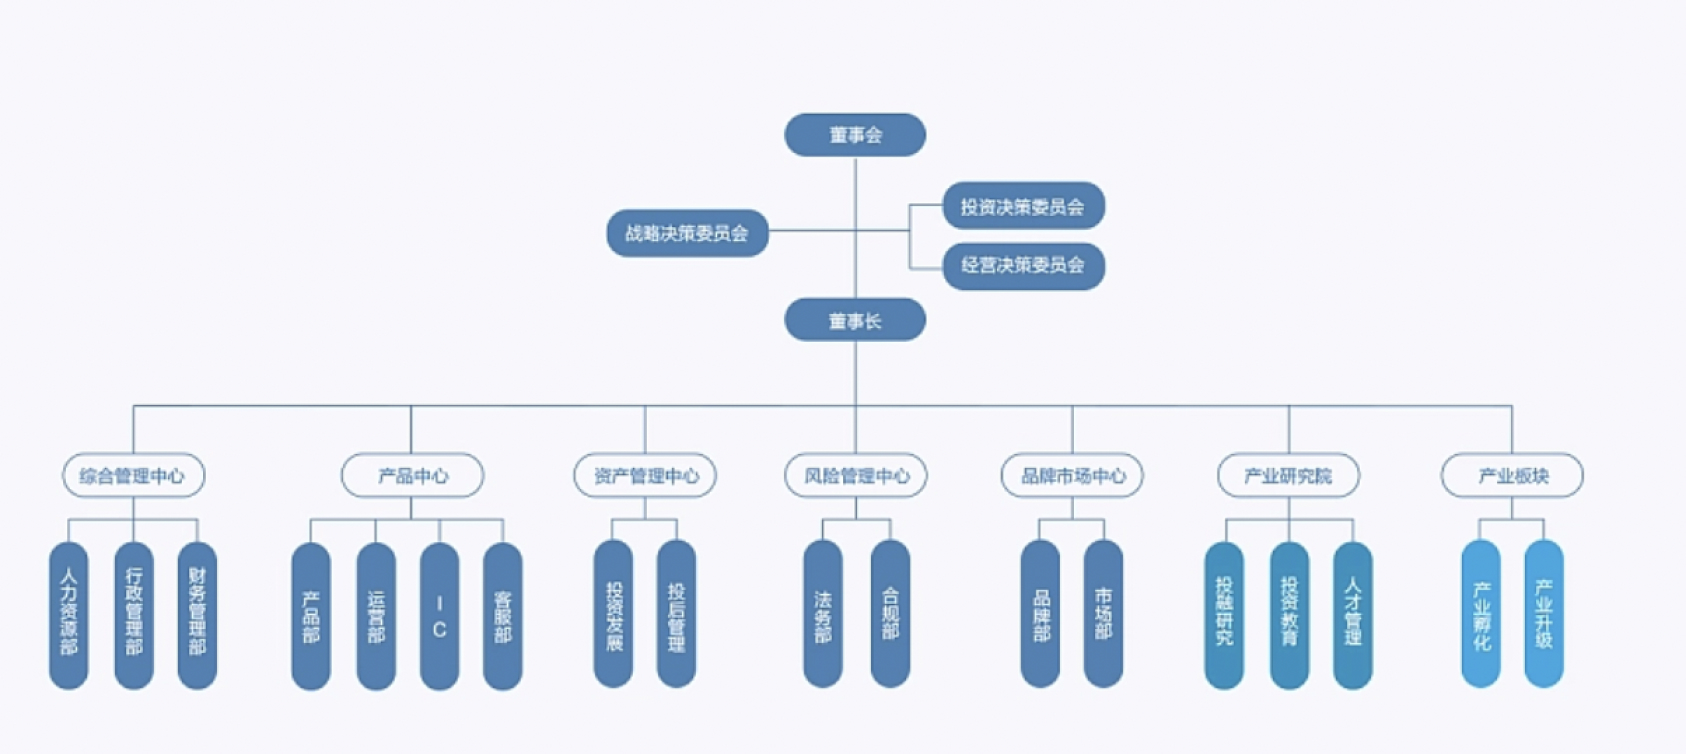 董事会
投资决策委员会
战略决策委员会
经营决策委员会
董事长
综合管理中心
产品中心
资产管理中心
风险管理中心
品牌市场中心
产业研究院
产业板块
人力资源部
行政管理部
财务管理部
产品部
运营部
IC
客服部
投资发展
投后管理
法务部
合规部
品牌部
市场部
投融研究
投资教育
人才管理
产业孵化
产业升级